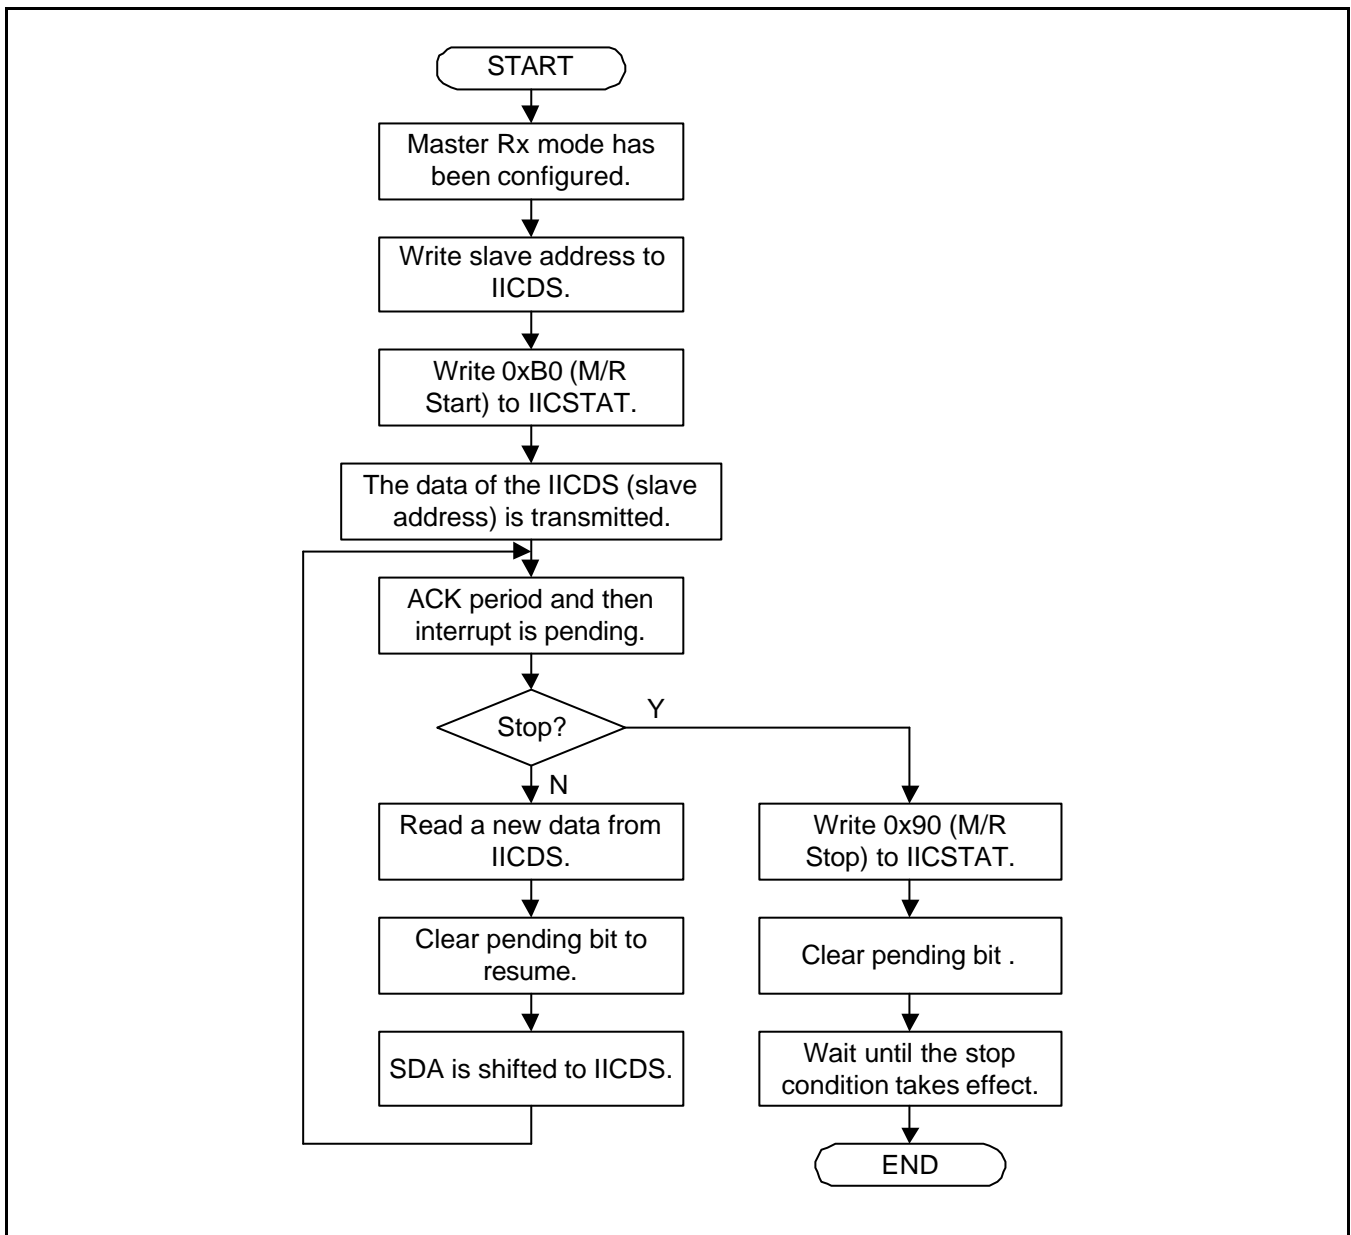 START
Master Rx mode has
been configured.
Write slave address to
IICDS.
Write 0xB0 (M/R
Start) to IICSTAT.
The data of the IICDS (slave
address) is transmitted.
ACK period and then
interrupt is pending.
Stop?
Y
N
Read a new data from
IICDS.
Clear pending bit to
resume.
SDA is shifted to IICDS.
Write 0x90 (M/R
Stop) to IICSTAT.
Clear pending bit .
Wait until the stop
condition takes effect.
END